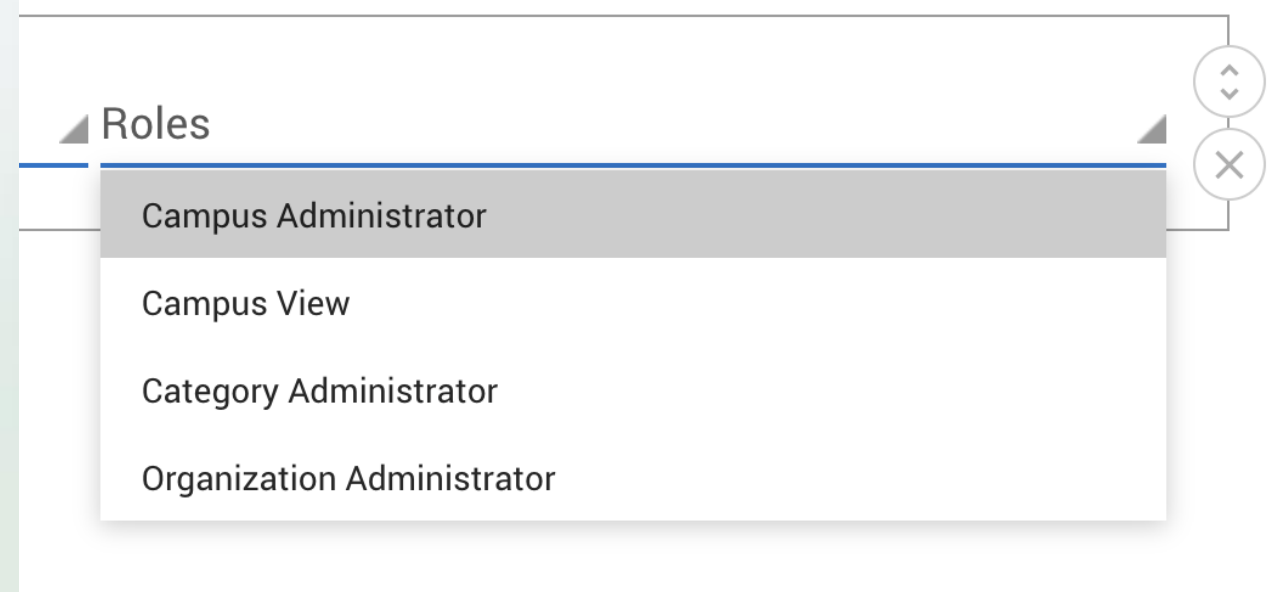 Roles
Campus Administrator
Campus View
Category Administrator
Organization Administrator